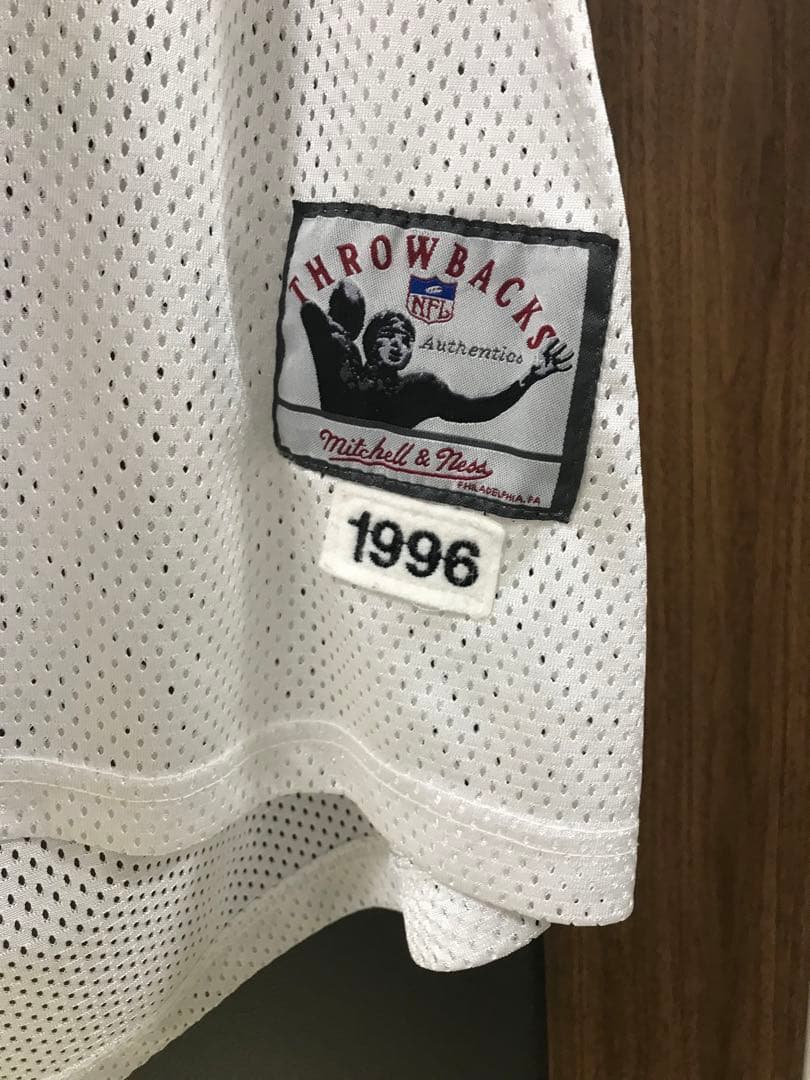 THROWBACKS
NFL
Authentics
Mitchell & Ness
PHILADELPHIA, PA
1996